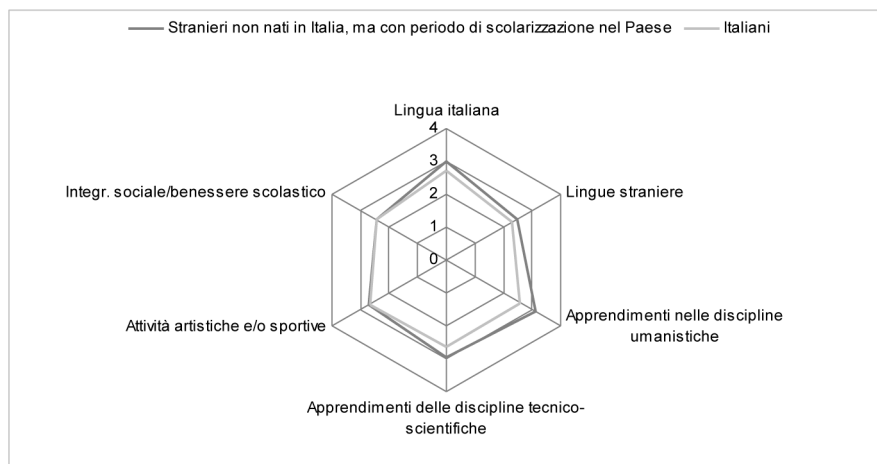 Stranieri non nati in Italia, ma con periodo di scolarizzazione nel Paese
Italiani
Lingua italiana
4
3
2
1
0
Integr. sociale/benessere scolastico
Lingue straniere
Attività artistiche e/o sportive
Apprendimenti nelle discipline
umanistiche
Apprendimenti delle discipline tecnico-
scientifiche